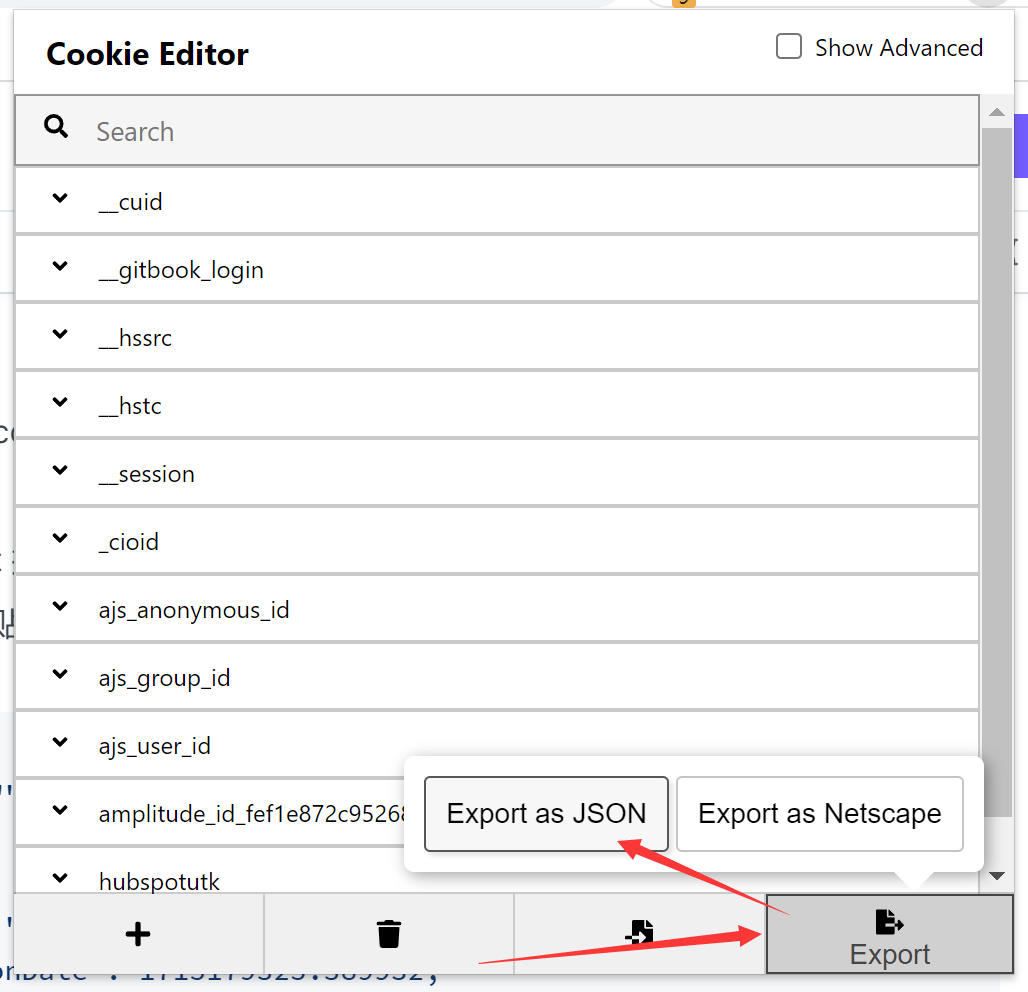 Cookie Editor
Show Advanced
Search
__cuid
__gitbook_login
__hssrc
__hstc
__session
_cioid
ajs_anonymous_id
ajs_group_id
ajs_user_id
amplitude_id_fef1e872c9526
Export as JSON
Export as Netscape
hubspotutk
Export